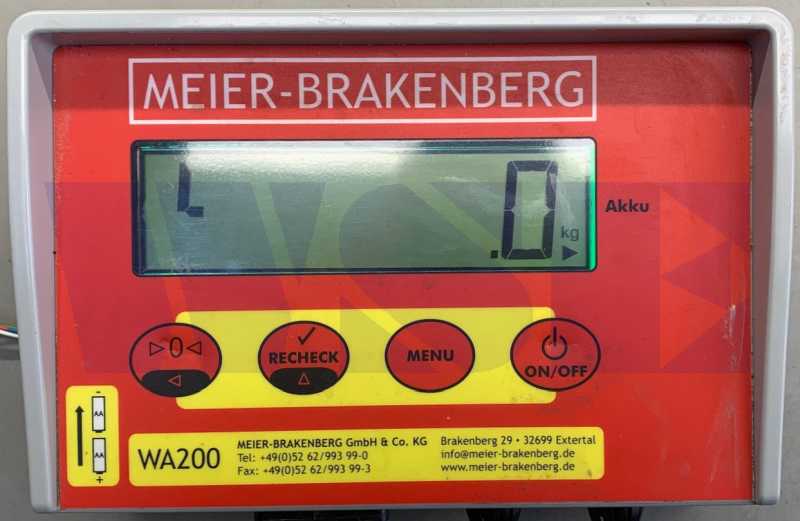 MEIER-BRAKENBERG
L .0
kg
Akku
0
RECHECK
MENU
ON/OFF
AA
AA
WA200
MEIER-BRAKENBERG GmbH & Co. KG
Tel: +49(0)52 62/993 99-0
Fax: +49(0)52 62/993 99-3
Brakenberg 29 • 32699 Extertal
info@meier-brakenberg.de
www.meier-brakenberg.de